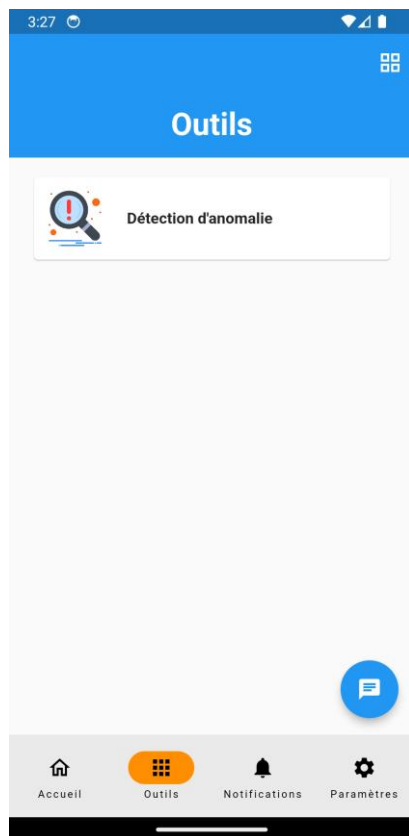 3:27
Outils
Détection d'anomalie
Accueil
Outils
Notifications
Paramètres